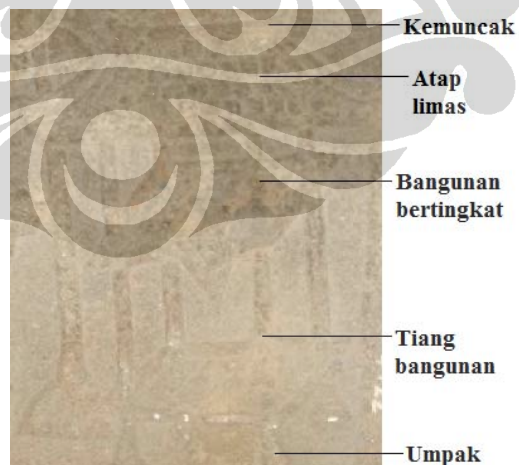 Kemuncak
Atap
limas
Bangunan
bertingkat
Tiang
bangunan
Umpak